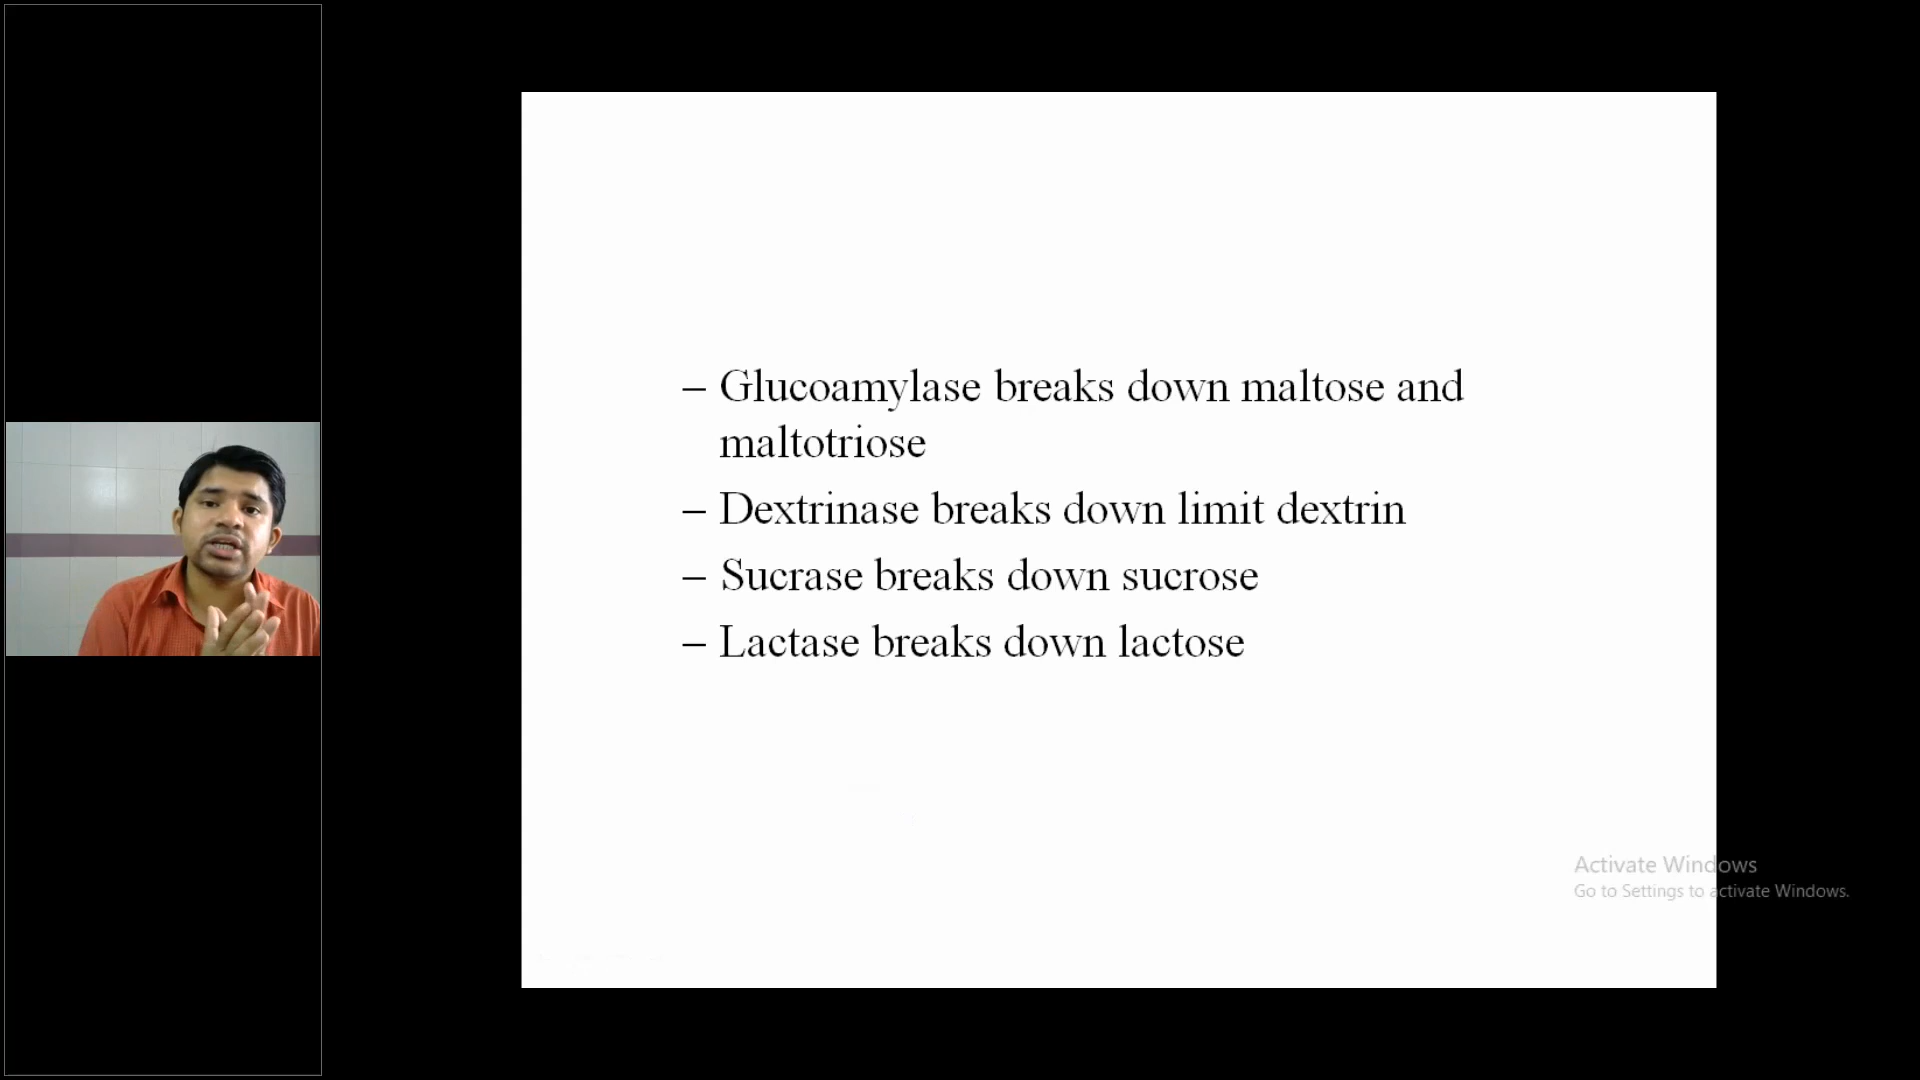 – Glucoamylase breaks down maltose and
maltotriose
– Dextrinase breaks down limit dextrin
– Sucrase breaks down sucrose
– Lactase breaks down lactose
Activate Windows
Go to Settings to activate Windows.